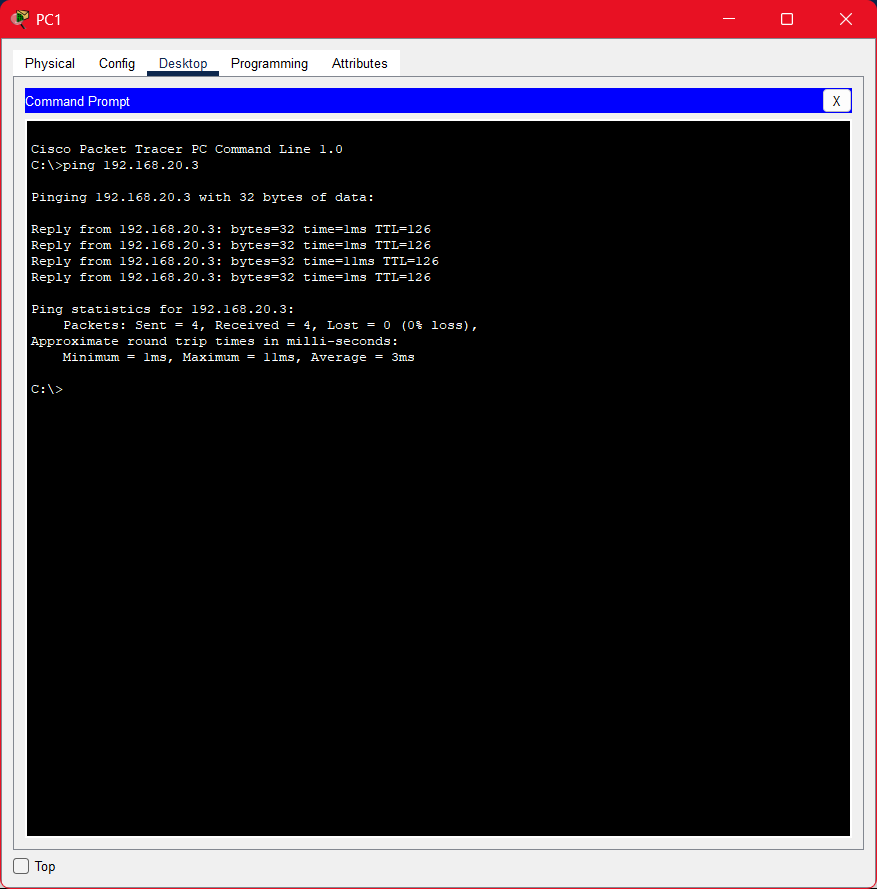 PC1
Physical Config Desktop Programming Attributes
Command Prompt X
Cisco Packet Tracer PC Command Line 1.0
C:\>ping 192.168.20.3
Pinging 192.168.20.3 with 32 bytes of data:
Reply from 192.168.20.3: bytes=32 time=1ms TTL=126
Reply from 192.168.20.3: bytes=32 time=1ms TTL=126
Reply from 192.168.20.3: bytes=32 time=11ms TTL=126
Reply from 192.168.20.3: bytes=32 time=1ms TTL=126
Ping statistics for 192.168.20.3:
Packets: Sent = 4, Received = 4, Lost = 0 (0% loss),
Approximate round trip times in milli-seconds:
Minimum = 1ms, Maximum = 11ms, Average = 3ms
C:\>
Top